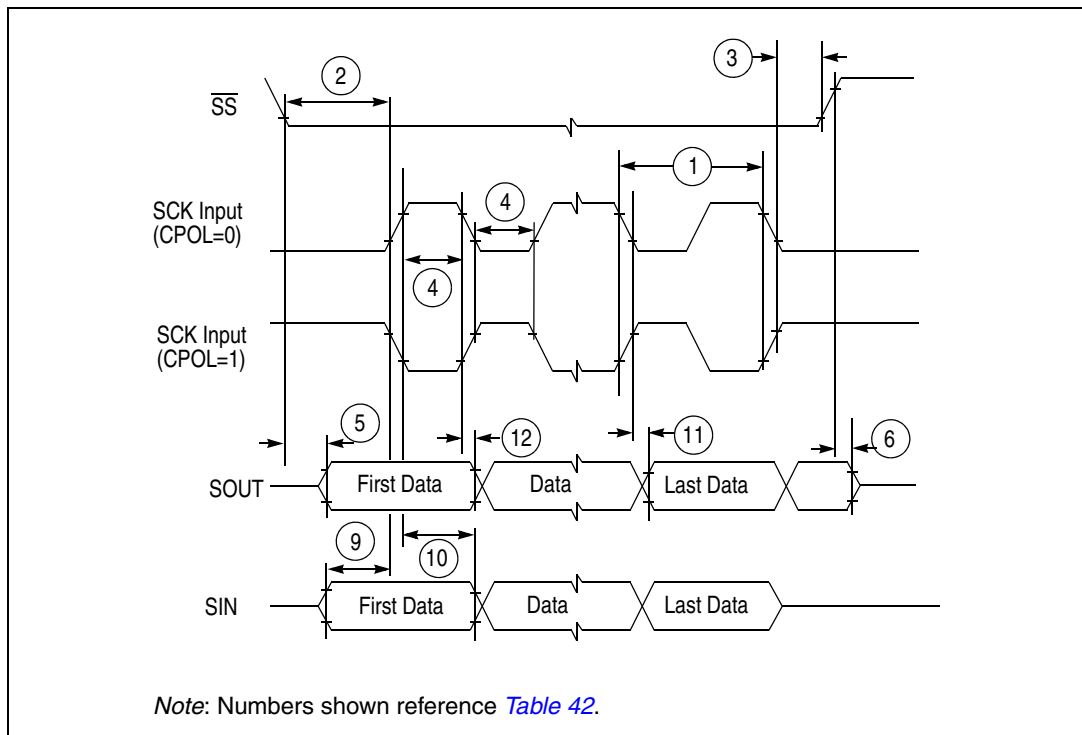 3
2
SS
1
SCK Input
(CPOL=0)
4
4
SCK Input
(CPOL=1)
5
12
11
6
SOUT
First Data
Data
Last Data
9
10
SIN
First Data
Data
Last Data
Note: Numbers shown reference Table 42.